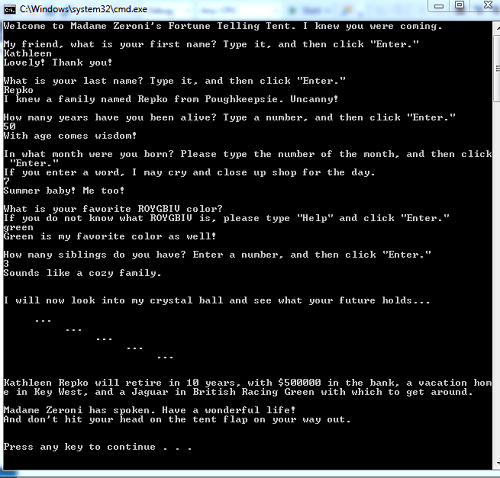 C:\Windows\system32\cmd.exe
Welcome to Madame Zeroni's Fortune Telling Tent. I knew you were coming.
My friend, what is your first name? Type it, and then click "Enter."
Kathleen
Lovely! Thank you!
What is your last name? Type it, and then click "Enter."
Repko
I knew a family named Repko from Poughkeepsie. Uncanny!
How many years have you been alive? Type a number, and then click "Enter."
50
With age comes wisdom!
In what month were you born? Please type the number of the month, and then click
"Enter."
If you enter a word, I may cry and close up shop for the day.
7
Summer baby! Me too!
What is your favorite ROYGBIV color?
If you do not know what ROYGBIV is, please type "Help" and click "Enter."
green
Green is my favorite color as well!
How many siblings do you have? Enter a number, and then click "Enter."
3
Sounds like a cozy family.
I will now look into my crystal ball and see what your future holds...
...
...
...
...
...
Kathleen Repko will retire in 10 years, with $500000 in the bank, a vacation hom
e in Key West, and a Jaguar in British Racing Green with which to get around.
Madame Zeroni has spoken. Have a wonderful life!
And don't hit your head on the tent flap on your way out.
Press any key to continue . . .